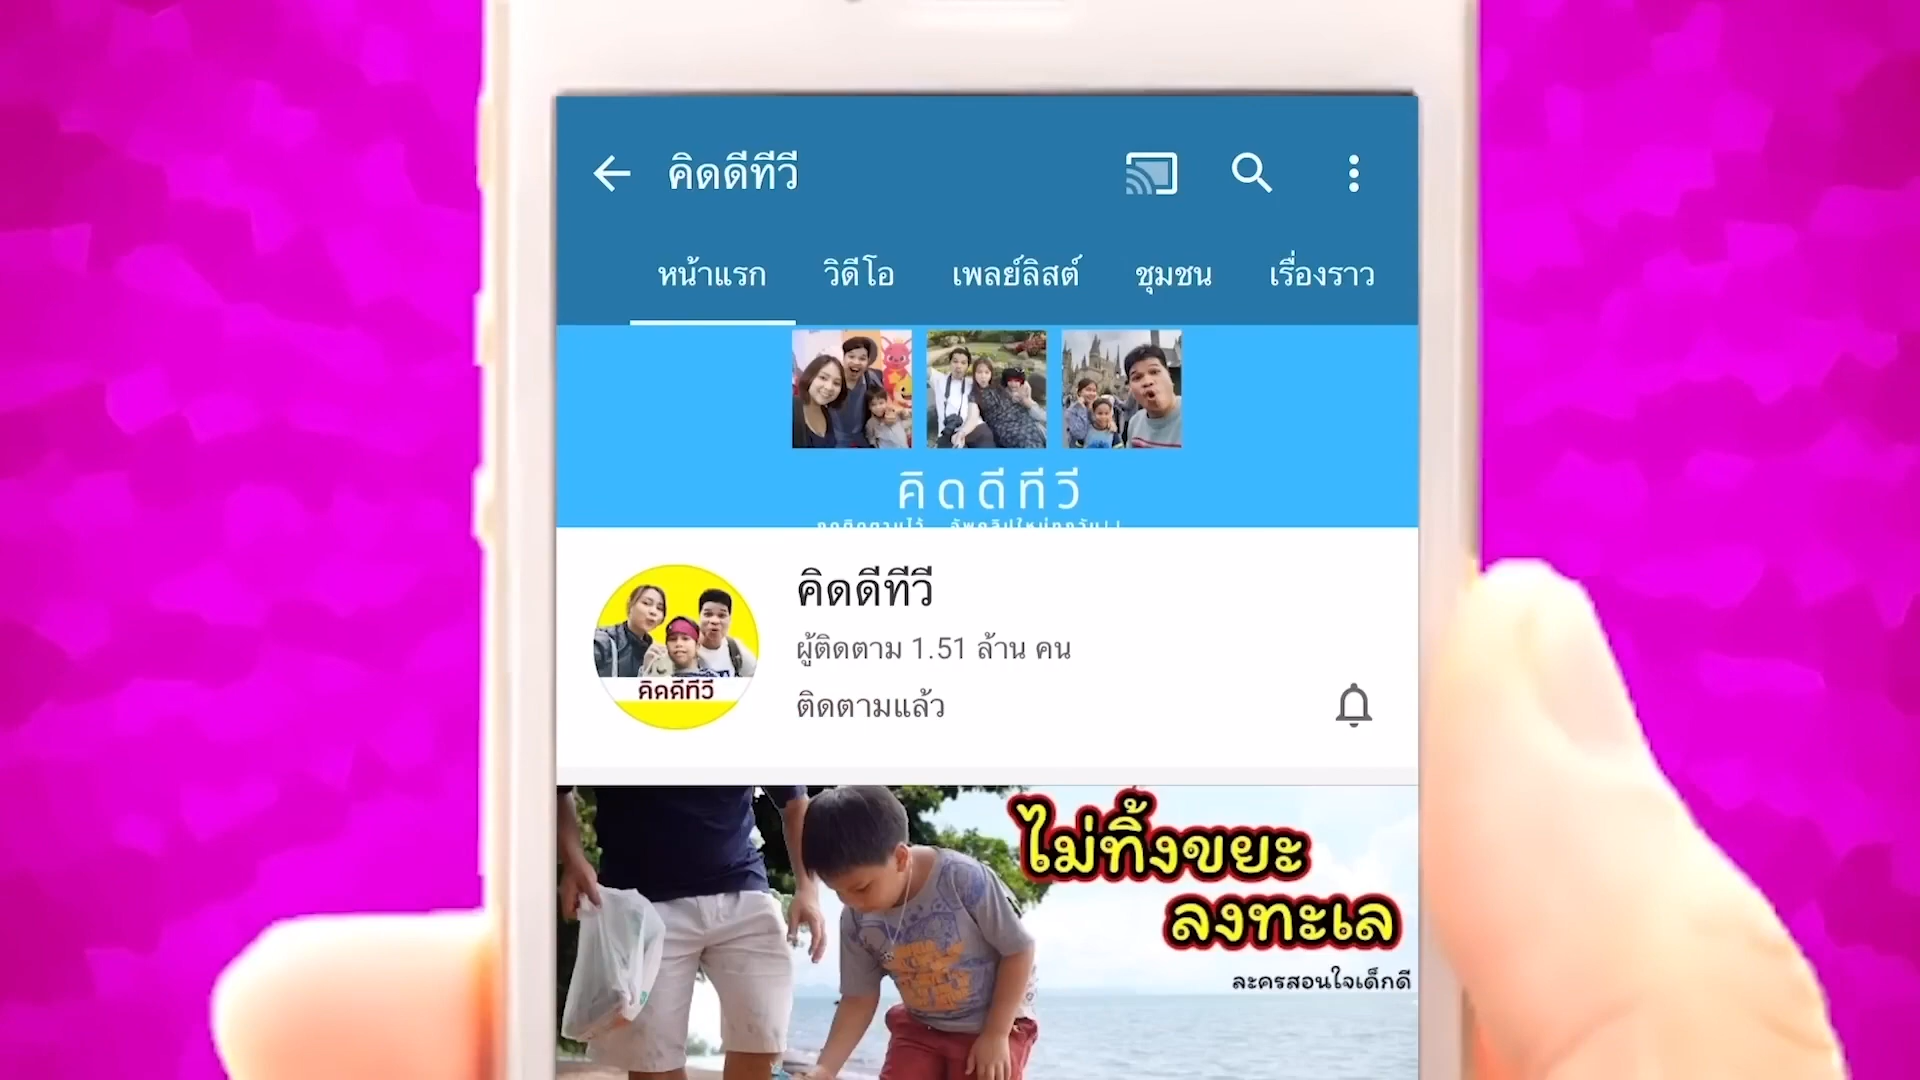 คิดดีทีวี
หน้าแรก วิดีโอ เพลย์ลิสต์ ชุมชน เรื่องราว
คิดดีทีวี
คิดดีทีวี
ผู้ติดตาม 1.51 ล้าน คน
คิดดีทีวี
ติดตามแล้ว
ไม่ทิ้งขยะ
ลงทะเล
ละครสอนใจเด็กดี